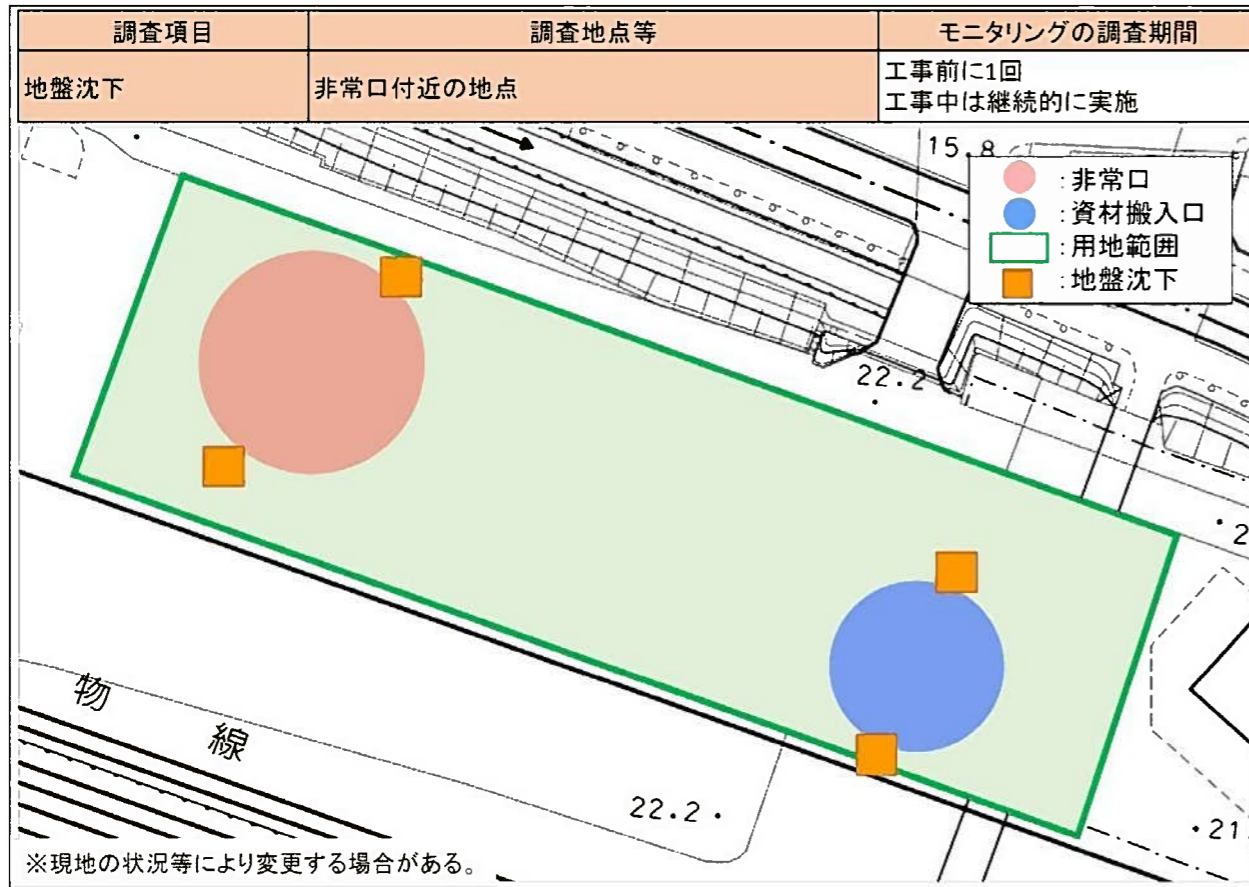 調査項目
調査地点等
モニタリングの調査期間
地盤沈下
非常口付近の地点
工事前に1回
工事中は継続的に実施
15.8
:非常口
:資材搬入口
:用地範囲
:地盤沈下
22.2
2
物線
22.2
21.
※現地の状況等により変更する場合がある。